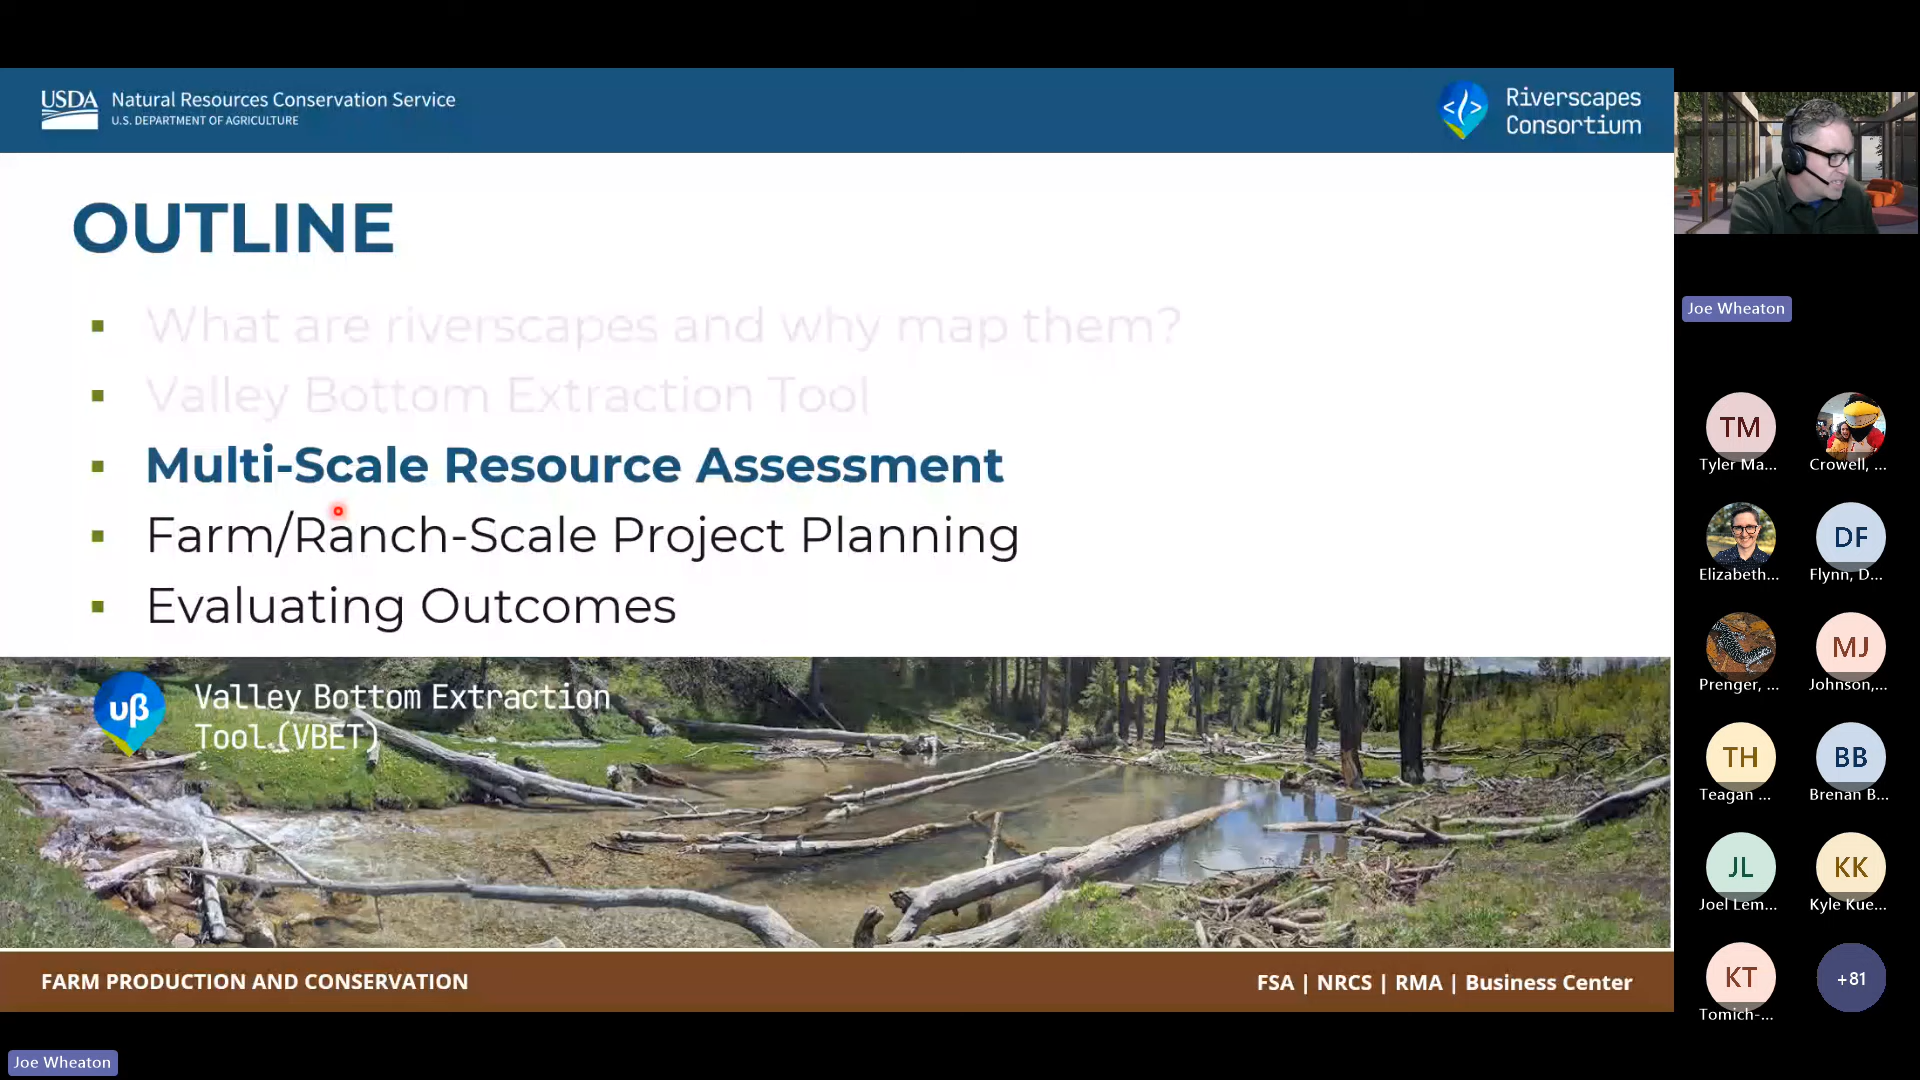 USDA Natural Resources Conservation Service
U.S. DEPARTMENT OF AGRICULTURE
Riverscapes
Consortium
OUTLINE
What are riverscapes and why map them?
Valley Bottom Extraction Tool
Multi-Scale Resource Assessment
Farm/Ranch-Scale Project Planning
Evaluating Outcomes
υβ
Valley Bottom Extraction
Tool (VBET)
FARM PRODUCTION AND CONSERVATION
FSA | NRCS | RMA | Business Center
Joe Wheaton
Joe Wheaton
TM
Tyler Ma...
Crowell, ...
Elizabeth...
DF
Flynn, D...
Prenger, ...
MJ
Johnson,...
TH
Teagan ...
BB
Brenan B...
JL
Joel Lem...
KK
Kyle Kue...
KT
Tomich-...
+81